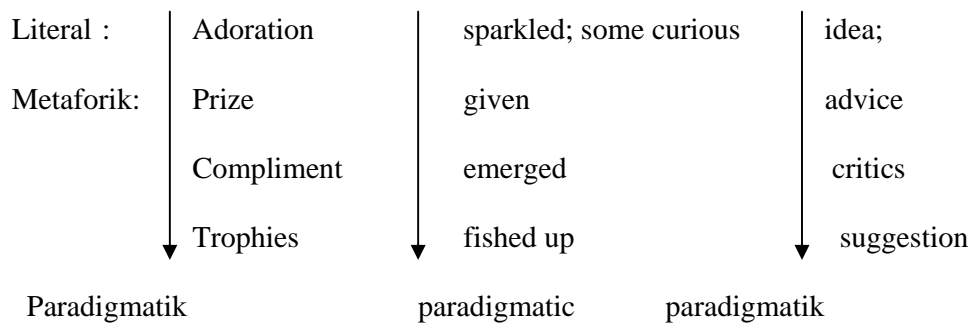 Literal : Adoration sparkled; some curious idea;
Metaforik: Prize given advice
Compliment emerged critics
Trophies fished up suggestion
Paradigmatik paradigmatic paradigmatik